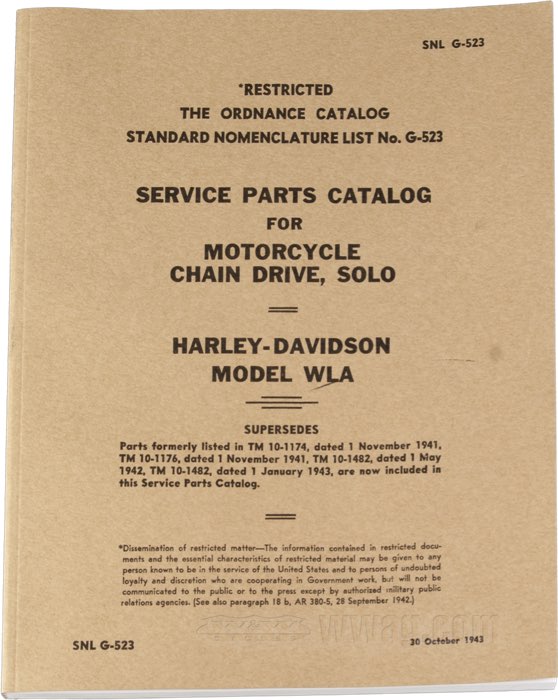 SNL G-523
*RESTRICTED
THE ORDNANCE CATALOG
STANDARD NOMENCLATURE LIST No. G-523
SERVICE PARTS CATALOG
FOR
MOTORCYCLE
CHAIN DRIVE, SOLO
HARLEY-DAVIDSON
MODEL WLA
SUPERSEDES
Parts formerly listed in TM 10-1174, dated 1 November 1941,
TM 10-1176, dated 1 November 1941, TM 10-1482, dated 1 May
1942, TM 10-1482, dated 1 January 1943, are now included in
this Service Parts Catalog.
*Dissemination of restricted matter—The information contained in restricted docu-
ments and the essential characteristics of restricted material may be given to any
person known to be in the service of the United States and to persons of undoubted
loyalty and discretion who are cooperating in Government work, but will not be
communicated to the public or to the press except by authorized military public
relations agencies. (See also paragraph 18 b, AR 380-5, 28 September 1942.)
www.com
SNL G-523
30 October 1943